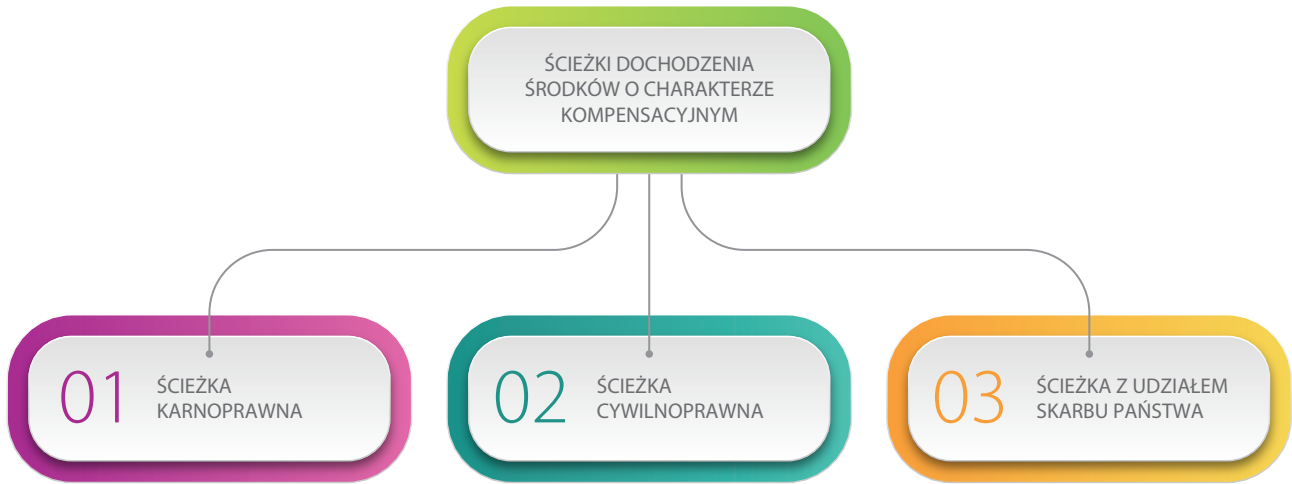 ŚCIEŻKI DOCHODZENIA
ŚRODKÓW O CHARAKTERZE
KOMPENSACYJNYM
01
ŚCIEŻKA
KARNOPRAWNA
02
ŚCIEŻKA
CYWILNOPRAWNA
03
ŚCIEŻKA Z UDZIAŁEM
SKARBU PAŃSTWA